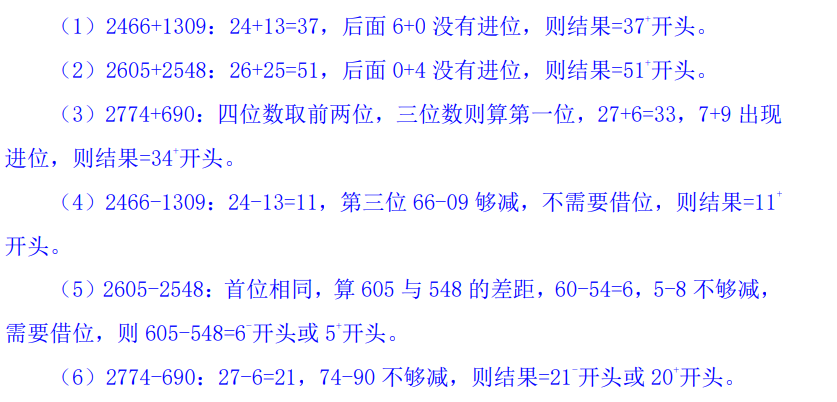 （1）2466+1309：24+13=37，后面 6+0 没有进位，则结果=37⁺开头。
（2）2605+2548：26+25=51，后面 0+4 没有进位，则结果=51⁺开头。
（3）2774+690：四位数取前两位，三位数则算第一位，27+6=33，7+9 出现
进位，则结果=34⁺开头。
（4）2466-1309：24-13=11，第三位 66-09 够减，不需要借位，则结果=11⁺
开头。
（5）2605-2548：首位相同，算 605 与 548 的差距，60-54=6，5-8 不够减，
需要借位，则 605-548=6⁻开头或 5⁺开头。
（6）2774-690：27-6=21，74-90 不够减，则结果=21⁻开头或 20⁺开头。